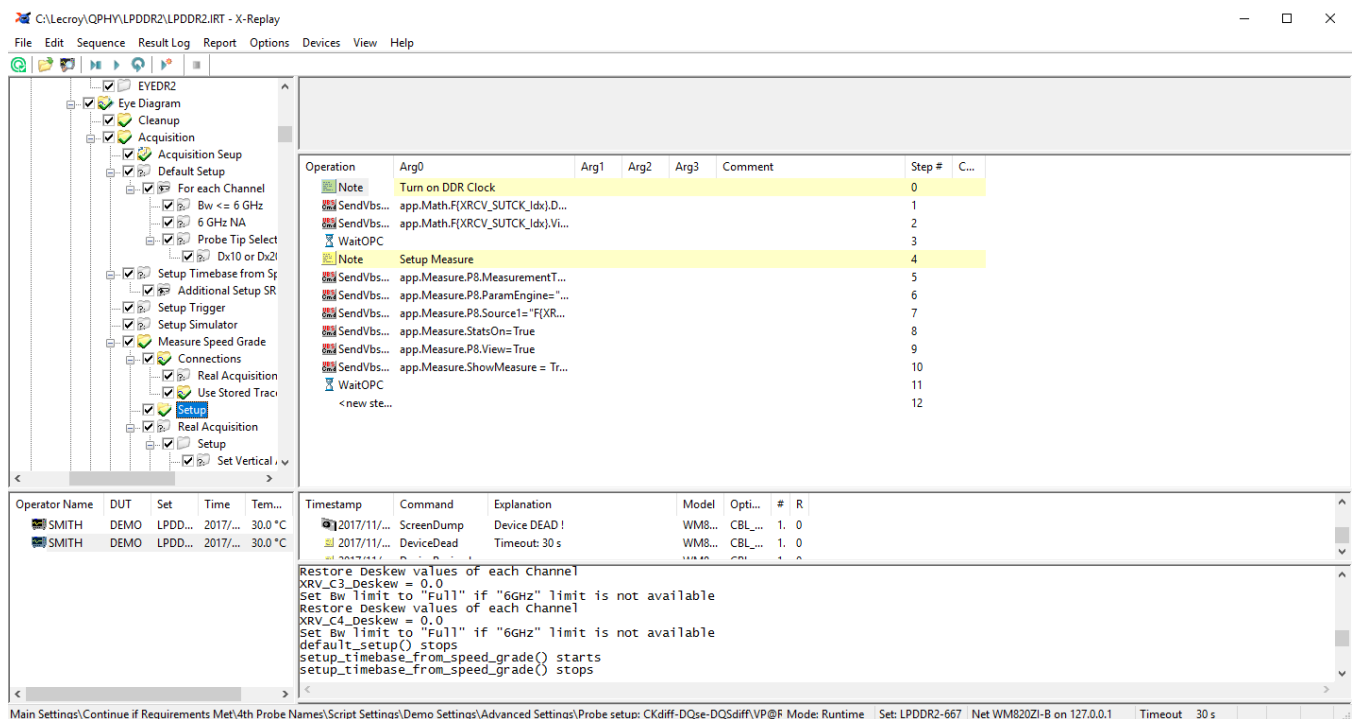 C:\Lecroy\QPHY\LPDDR2\LPDDR2.IRT - X-Replay
File Edit Sequence Result Log Report Options Devices View Help
EYEDR2
Eye Diagram
Cleanup
Acquisition
Acquisition Seup
Default Setup
For each Channel
Bw <= 6 GHz
6 GHz NA
Probe Tip Select
Dx10 or Dx20
Setup Timebase from Sp
Additional Setup SR
Setup Trigger
Setup Simulator
Measure Speed Grade
Connections
Real Acquisition
Use Stored Trac
Setup
Real Acquisition
Setup
Set Vertical
Operation Arg0 Arg1 Arg2 Arg3 Comment Step # C...
Note Turn on DDR Clock 0
SendVbs... app.Math.F{XRCV_SUTCK_Idx}.D... 1
SendVbs... app.Math.F{XRCV_SUTCK_Idx}.Vi... 2
WaitOPC 3
Note Setup Measure 4
SendVbs... app.Measure.P8.MeasurementT... 5
SendVbs... app.Measure.P8.ParamEngine="... 6
SendVbs... app.Measure.P8.Source1="F{XR... 7
SendVbs... app.Measure.StatsOn=True 8
SendVbs... app.Measure.P8.View=True 9
SendVbs... app.Measure.ShowMeasure = Tr... 10
WaitOPC 11
<new ste... 12
Operator Name DUT Set Time Tem...
SMITH DEMO LPDD... 2017/... 30.0 °C
SMITH DEMO LPDD... 2017/... 30.0 °C
Timestamp Command Explanation Model Opti... # R
2017/11/... ScreenDump Device DEAD ! WM8... CBL_... 1. 0
2017/11/... DeviceDead Timeout: 30 s WM8... CBL_... 1. 0
Restore Deskew values of each Channel
XRV_C3_Deskew = 0.0
Set Bw limit to "Full" if "6GHz" limit is not available
Restore Deskew values of each Channel
XRV_C4_Deskew = 0.0
Set Bw limit to "Full" if "6GHz" limit is not available
default_setup() stops
setup_timebase_from_speed_grade() starts
setup_timebase_from_speed_grade() stops
Main Settings\Continue if Requirements Met\4th Probe Names\Script Settings\Demo Settings\Advanced Settings\Probe setup: CKdiff-DQse-DQSdiff\VP@F Mode: Runtime Set: LPDDR2-667 Net WM820ZI-B on 127.0.0.1 Timeout 30 s